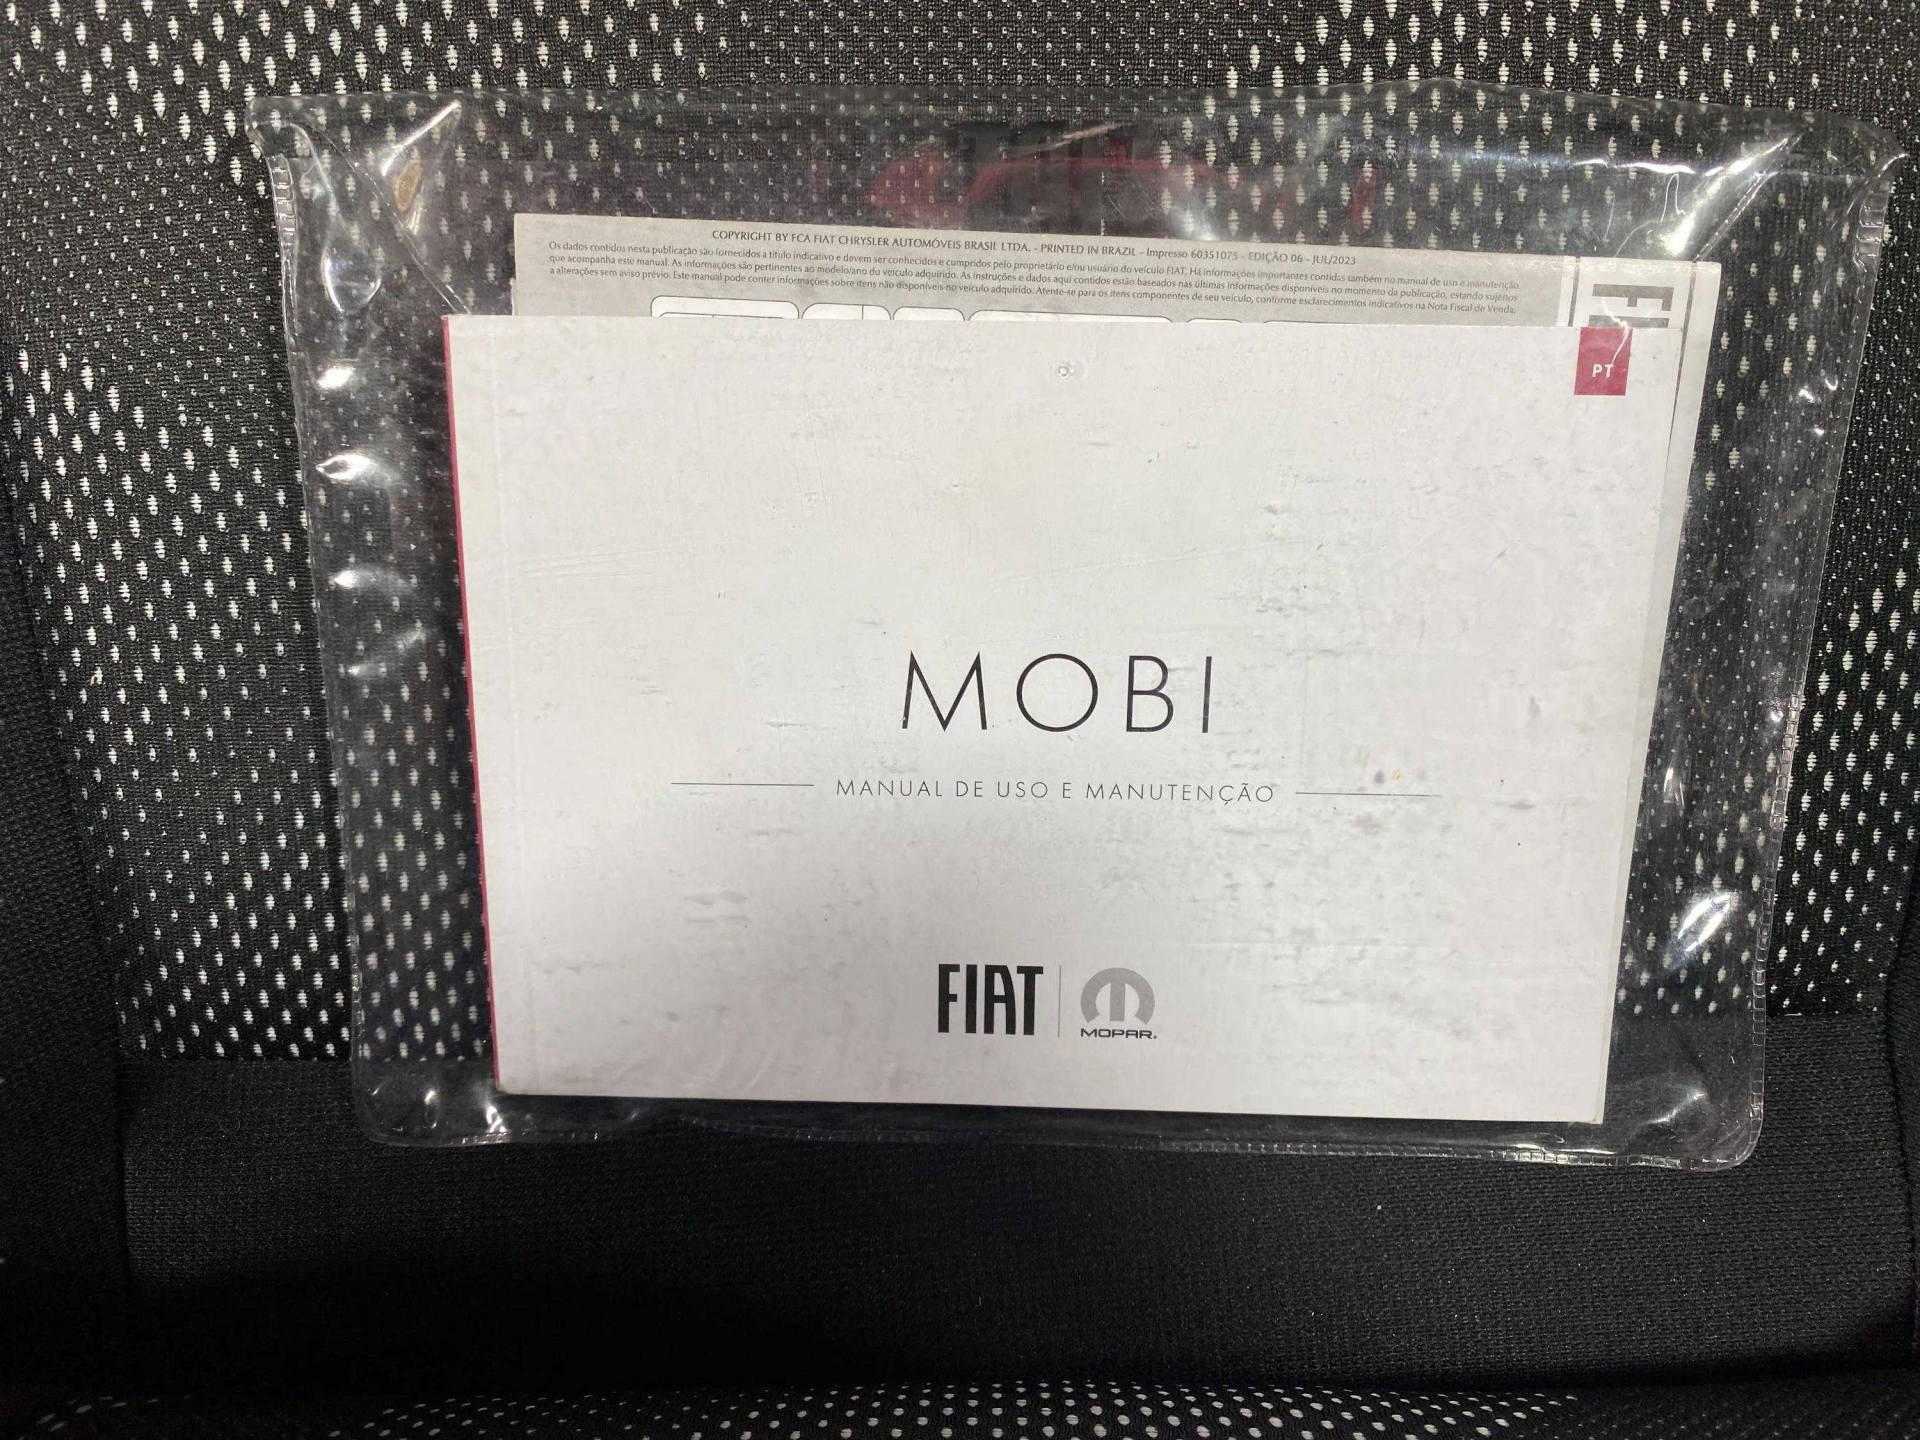 COPYRIGHT BY FCA FIAT CHRYSLER AUTOMÓVEIS BRASIL LTDA. - PRINTED IN BRAZIL - Impresso 60351075 - EDIÇÃO 06 - JUL/2023
Os dados contidos nesta publicação são fornecidos a título indicativo e devem ser conhecidos e cumpridos pelo proprietário e/ou usuário do veículo FIAT. Há informações importantes contidas também no manual de uso e manutenção
que acompanha este manual. As informações são pertinentes ao modelo/ano do veículo adquirido. As instruções e dados aqui contidos estão baseados nas últimas informações disponíveis no momento da publicação, estando sujeitos
a alterações sem aviso prévio. Este manual pode conter informações sobre itens não disponíveis no veículo adquirido. Atente-se para os itens componentes de seu veículo, conforme esclarecimentos indicativos na Nota Fiscal de Venda.
PT
MOBI
MANUAL DE USO E MANUTENÇÃO
FIAT
MOPAR.